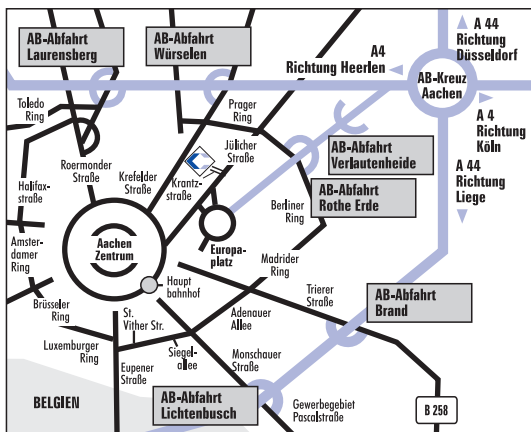 AB-Abfahrt
Laurensberg
AB-Abfahrt
Würselen
A4
Richtung Heerlen
A 44
Richtung
Düsseldorf
AB-Kreuz
Aachen
A 4
Richtung
Köln
A 44
Richtung
Liege
Toledo
Ring
Prager
Ring
Jülicher
Straße
Roermonder
Straße
Krefelder
Straße
Krantz-
straße
AB-Abfahrt
Verlautenheide
AB-Abfahrt
Rothe Erde
Halifax-
straße
Berliner
Ring
Aachen
Zentrum
Europa-
platz
Amster-
damer
Ring
Madrider
Ring
Haupt
bahnhof
Trierer
Straße
AB-Abfahrt
Brand
Brüsseler
Ring
St.
Vither Str.
Adenauer
Allee
Luxemburger
Ring
Siegel-
allee
Monschauer
Straße
Eupener
Straße
BELGIEN
AB-Abfahrt
Lichtenbusch
Gewerbegebiet
Pascalstraße
B 258